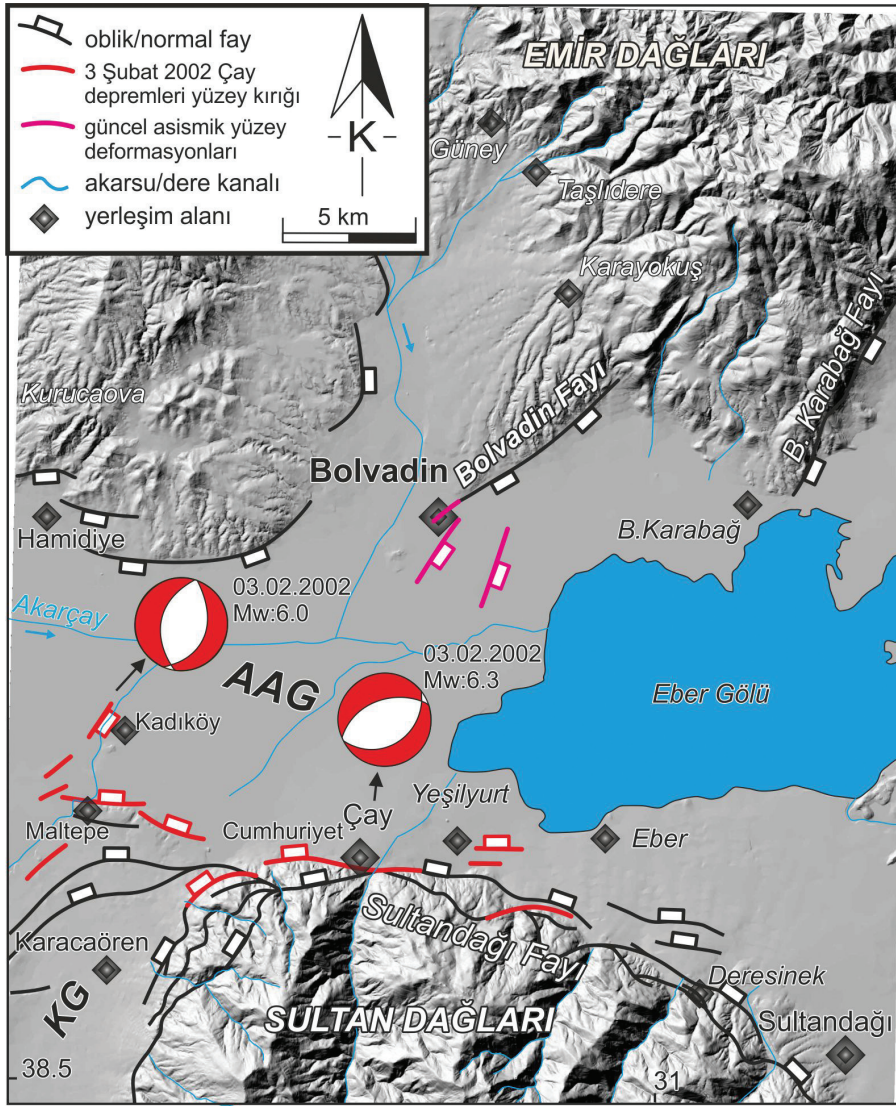 oblik/normal fay
3 Şubat 2002 Çay
depremleri yüzey kırığı
güncel asismik yüzey
deformasyonları
akarsu/dere kanalı
yerleşim alanı
K
5 km
EMİR DAĞLARI
Güney
Taşlıdere
Karayokuş
Kurucaova
B. Karabağ Fayı
Bolvadin Fayı
Bolvadin
Hamidiye
B.Karabağ
03.02.2002
Mw:6.0
Akarçay
03.02.2002
Mw:6.3
AAG
Eber Gölü
Kadıköy
Yeşilyurt
Çay
Maltepe
Cumhuriyet
Eber
Sultandağı Fayı
Karacaören
KG
Deresinek
SULTAN DAĞLARI
Sultandağı
38.5
31